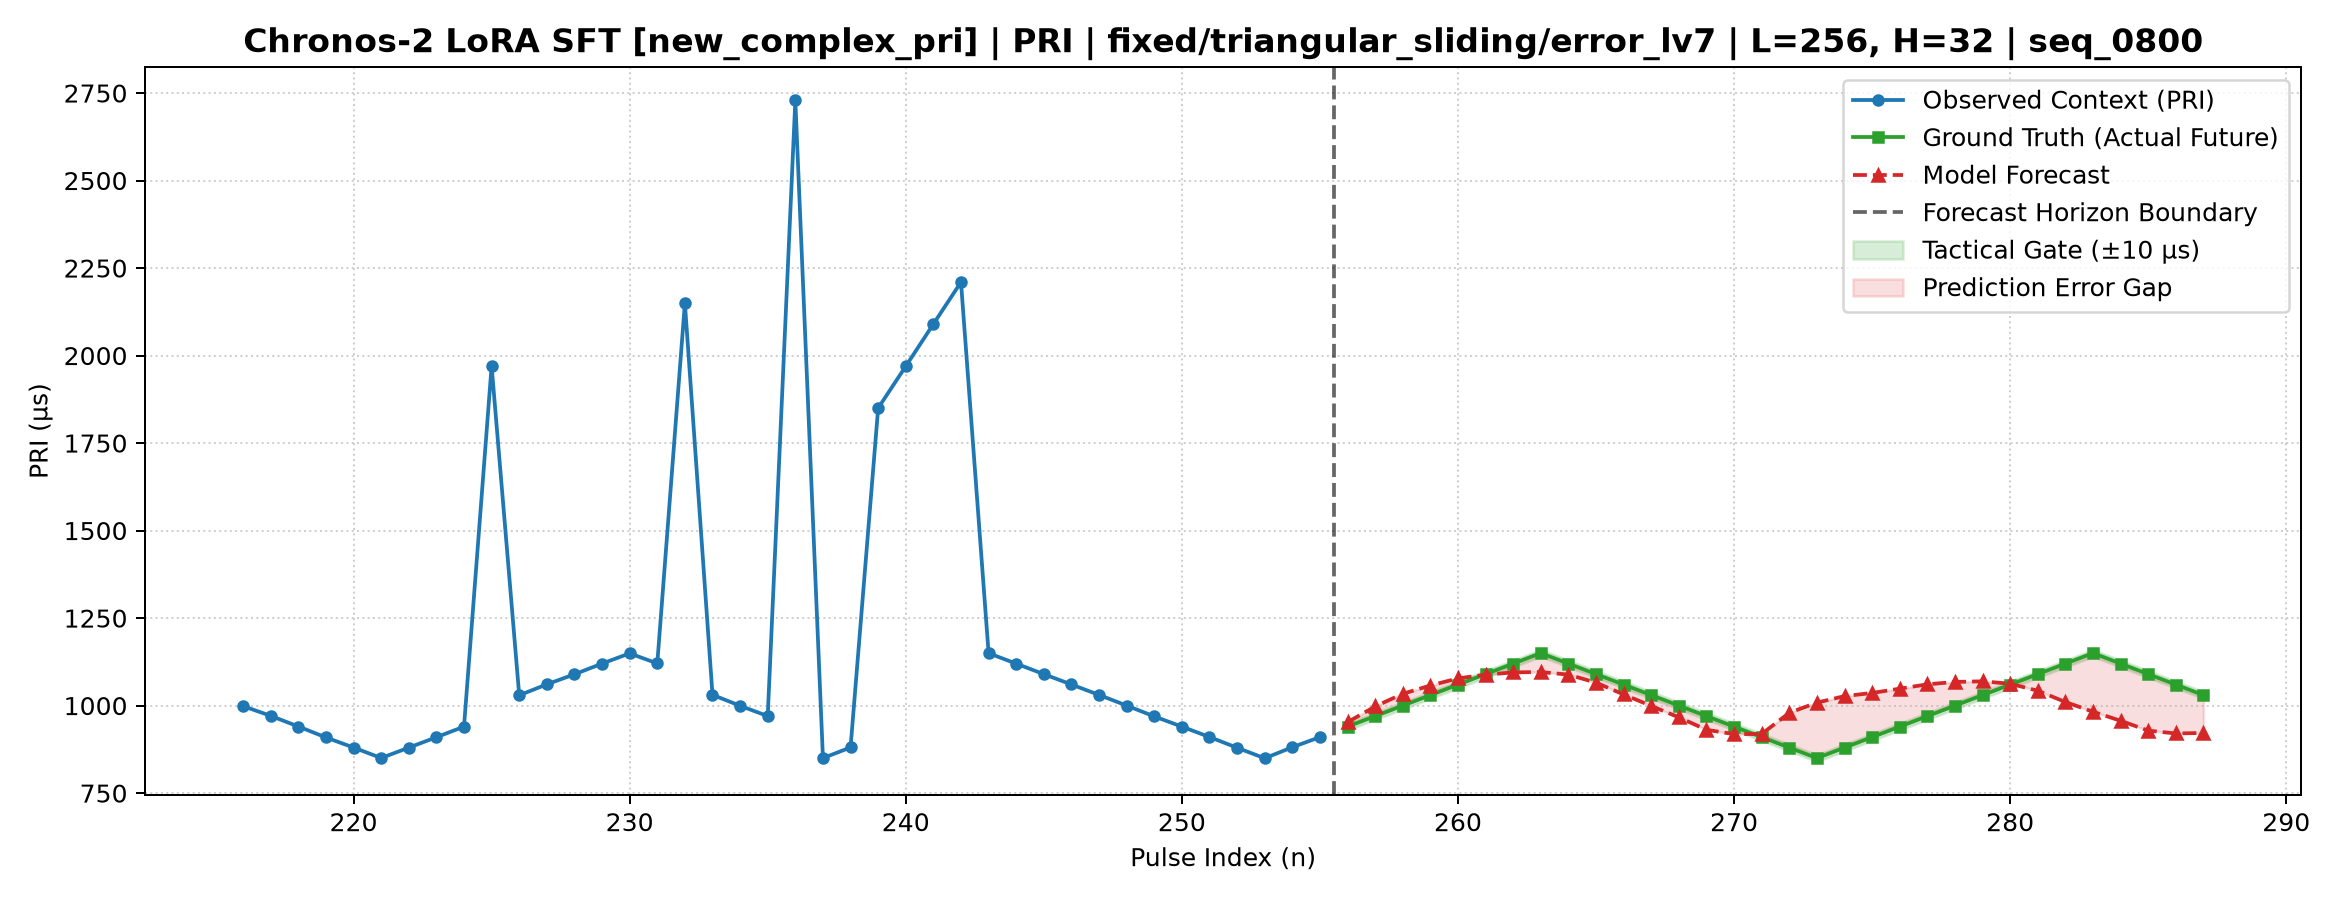 Chronos-2 LoRA SFT [new_complex_pri] | PRI | fixed/triangular_sliding/error_lv7 | L=256, H=32 | seq_0800
Observed Context (PRI)
Ground Truth (Actual Future)
Model Forecast
Forecast Horizon Boundary
Tactical Gate (±10 µs)
Prediction Error Gap
PRI (µs)
2750
2500
2250
2000
1750
1500
1250
1000
750
220 230 240 250 260 270 280 290
Pulse Index (n)